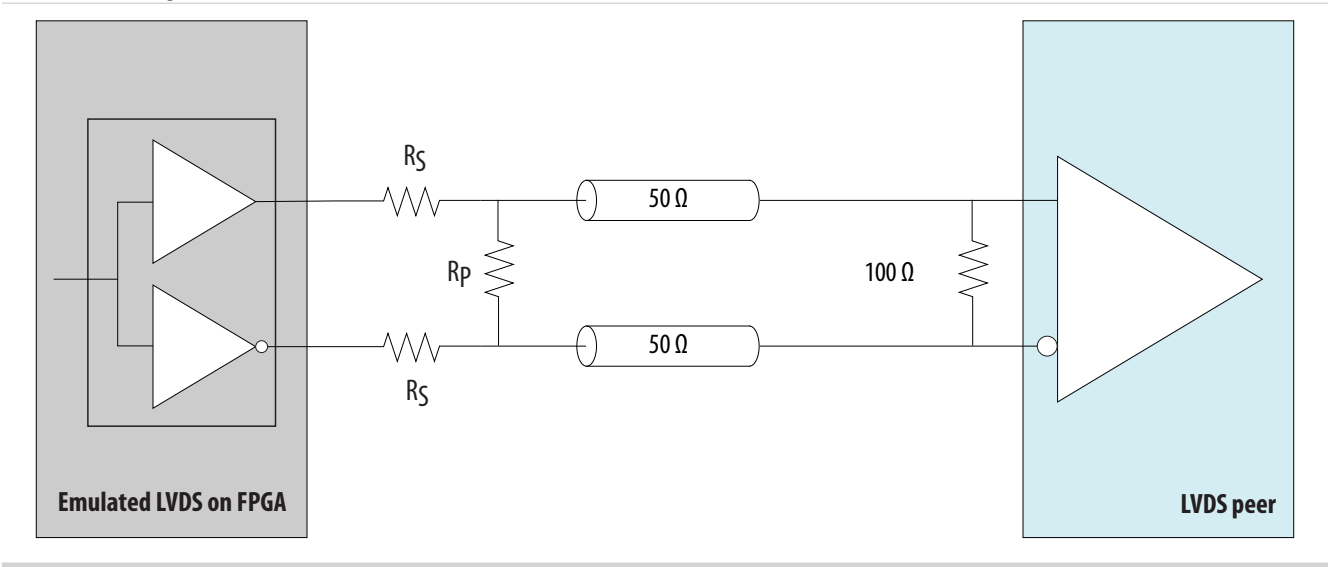 RS
50 Ω
RP
100 Ω
50 Ω
RS
Emulated LVDS on FPGA
LVDS peer